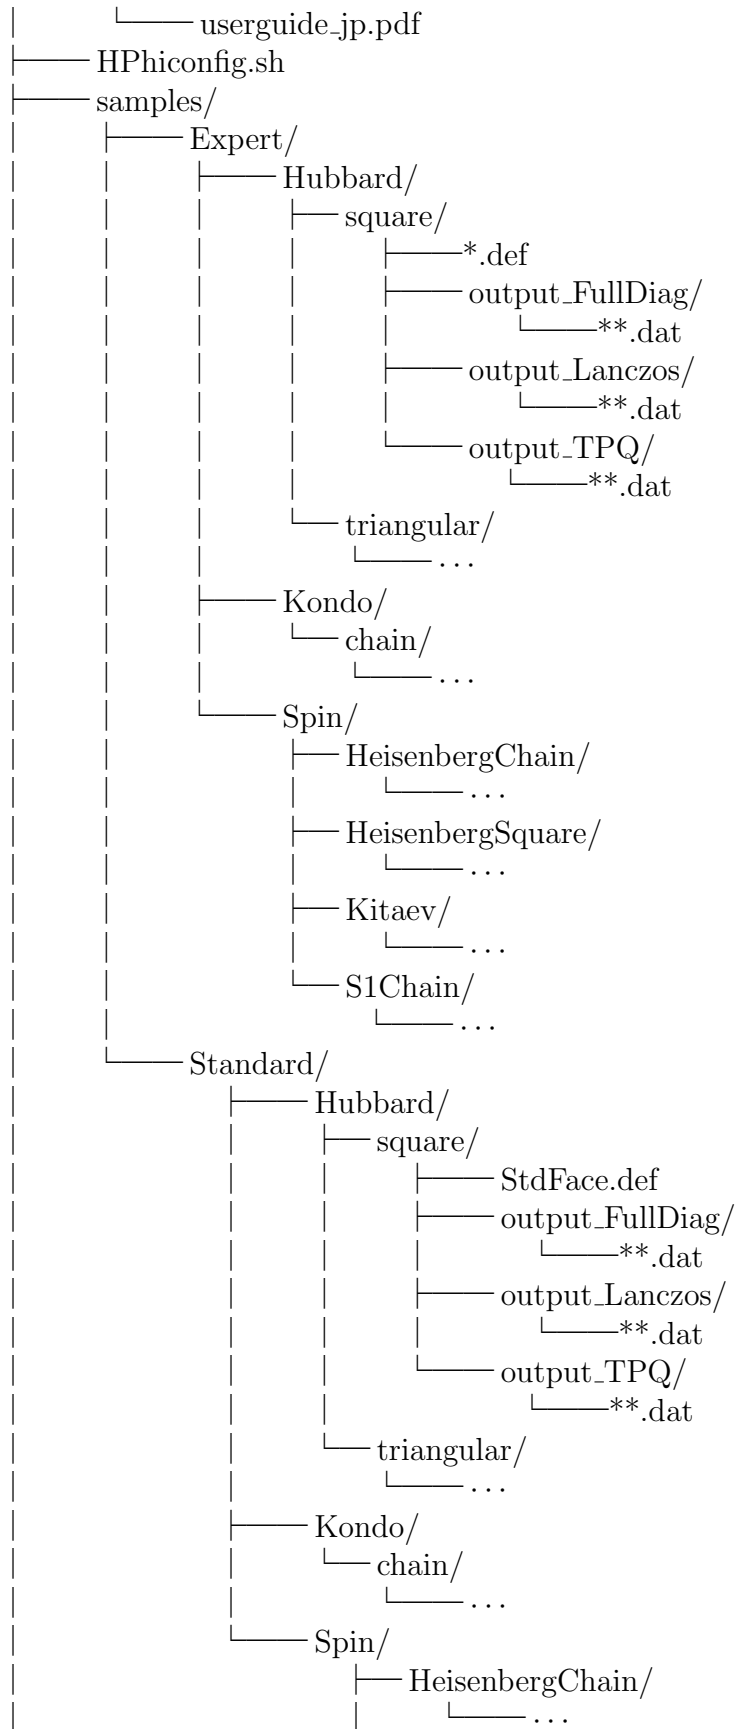 userguide_jp.pdf
HPhiconfig.sh
samples/
Expert/
Hubbard/
square/
*.def
output_FullDiag/
**.dat
output_Lanczos/
**.dat
output_TPQ/
**.dat
triangular/
...
Kondo/
chain/
...
Spin/
HeisenbergChain/
...
HeisenbergSquare/
...
Kitaev/
...
S1Chain/
...
Standard/
Hubbard/
square/
StdFace.def
output_FullDiag/
**.dat
output_Lanczos/
**.dat
output_TPQ/
**.dat
triangular/
...
Kondo/
chain/
...
Spin/
HeisenbergChain/
...